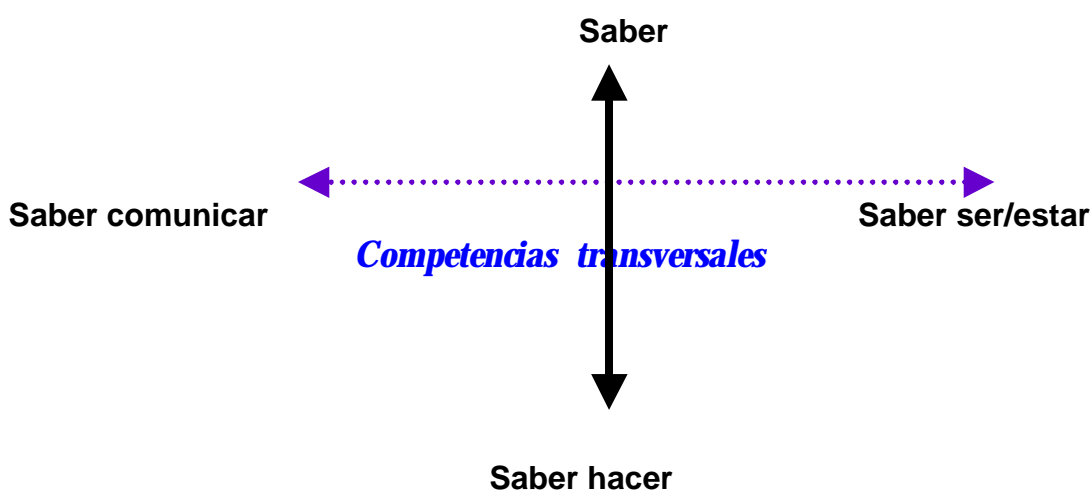 Saber
Saber comunicar
Saber ser/estar
Competencias transversales
Saber hacer